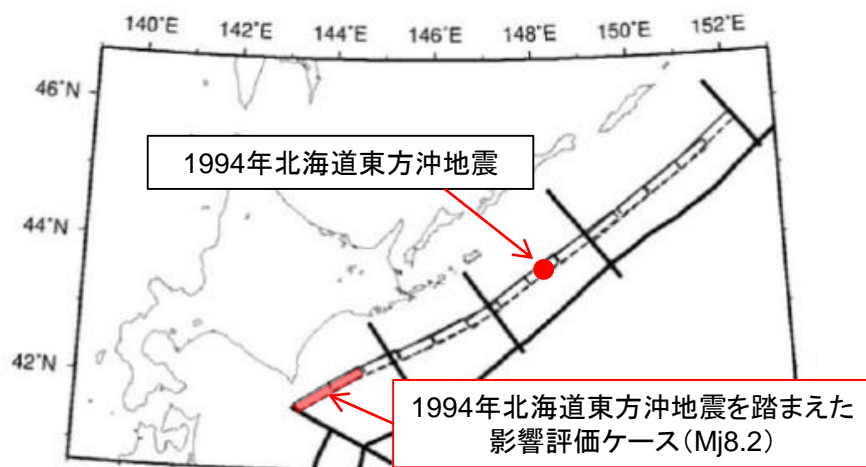 140°E
142°E
144°E
146°E
148°E
150°E
152°E
46°N
1994年北海道東方沖地震
44°N
42°N
1994年北海道東方沖地震を踏まえた
影響評価ケース(Mj8.2)